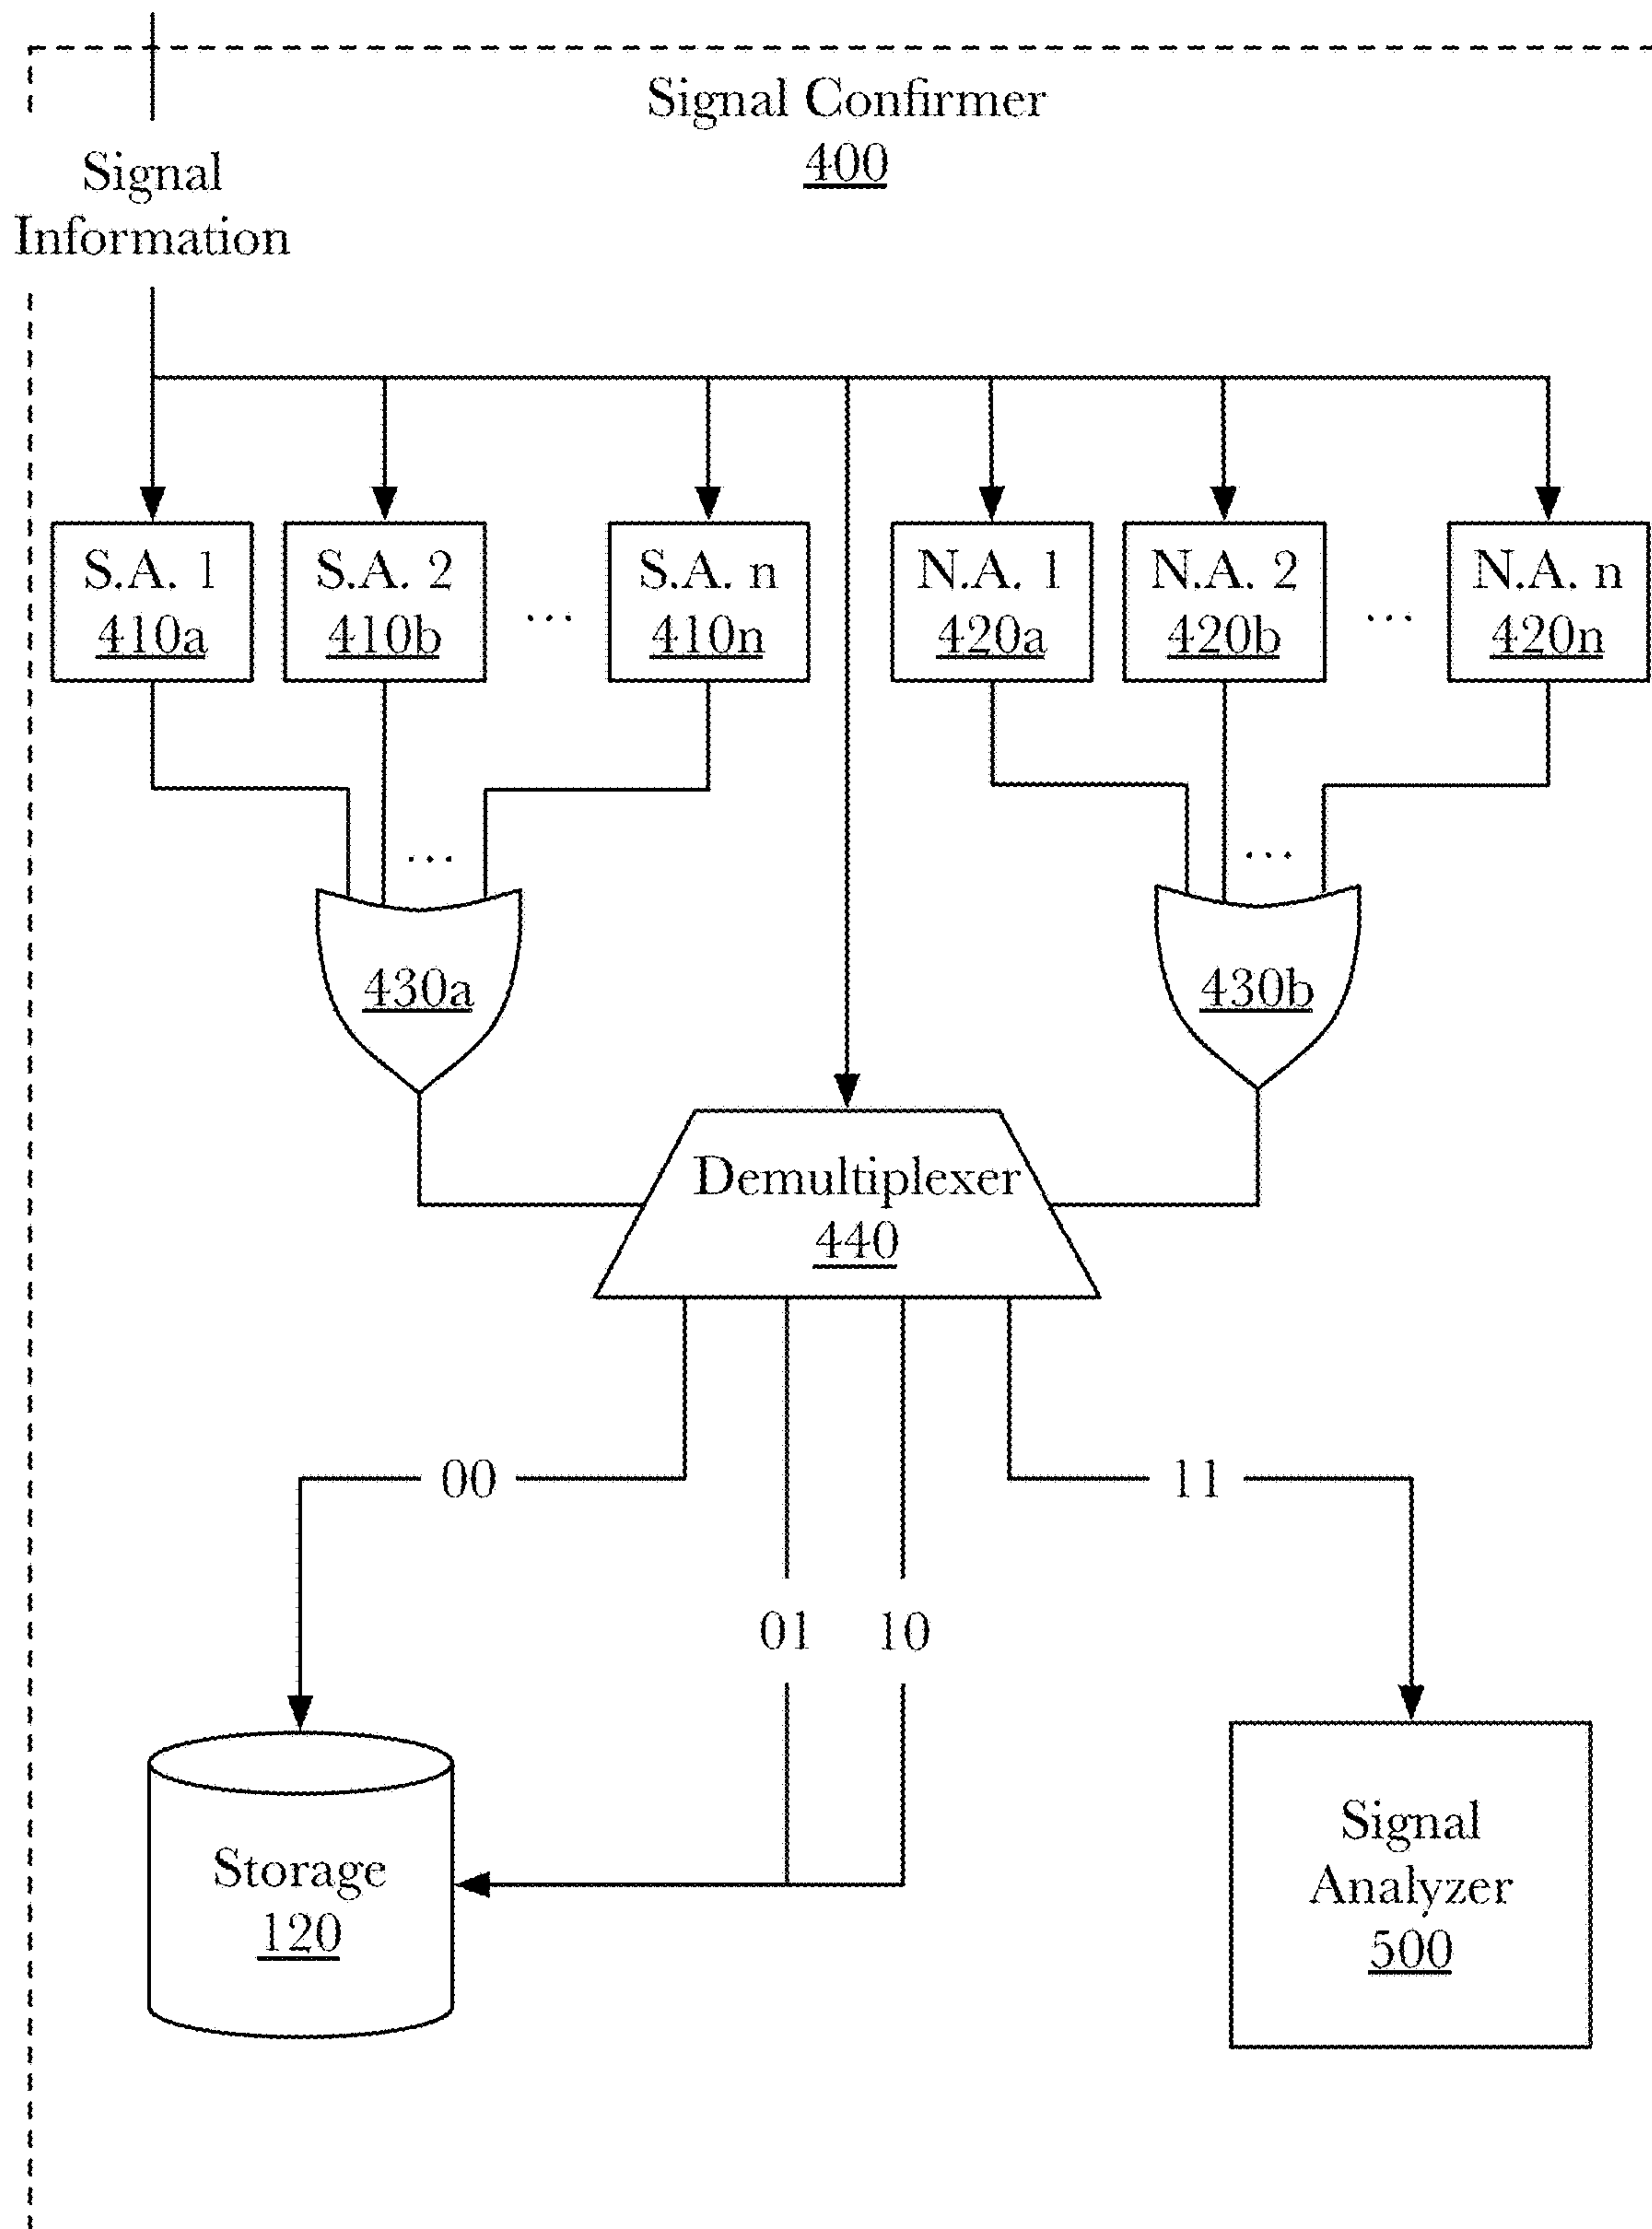 Signal Confirmer
400
Signal
Information
S.A. 1
410a
S.A. 2
410b
...
S.A. n
410n
N.A. 1
420a
N.A. 2
420b
...
N.A. n
420n
...
...
430a
430b
Demultiplexer
440
00
11
01
10
Storage
120
Signal
Analyzer
500